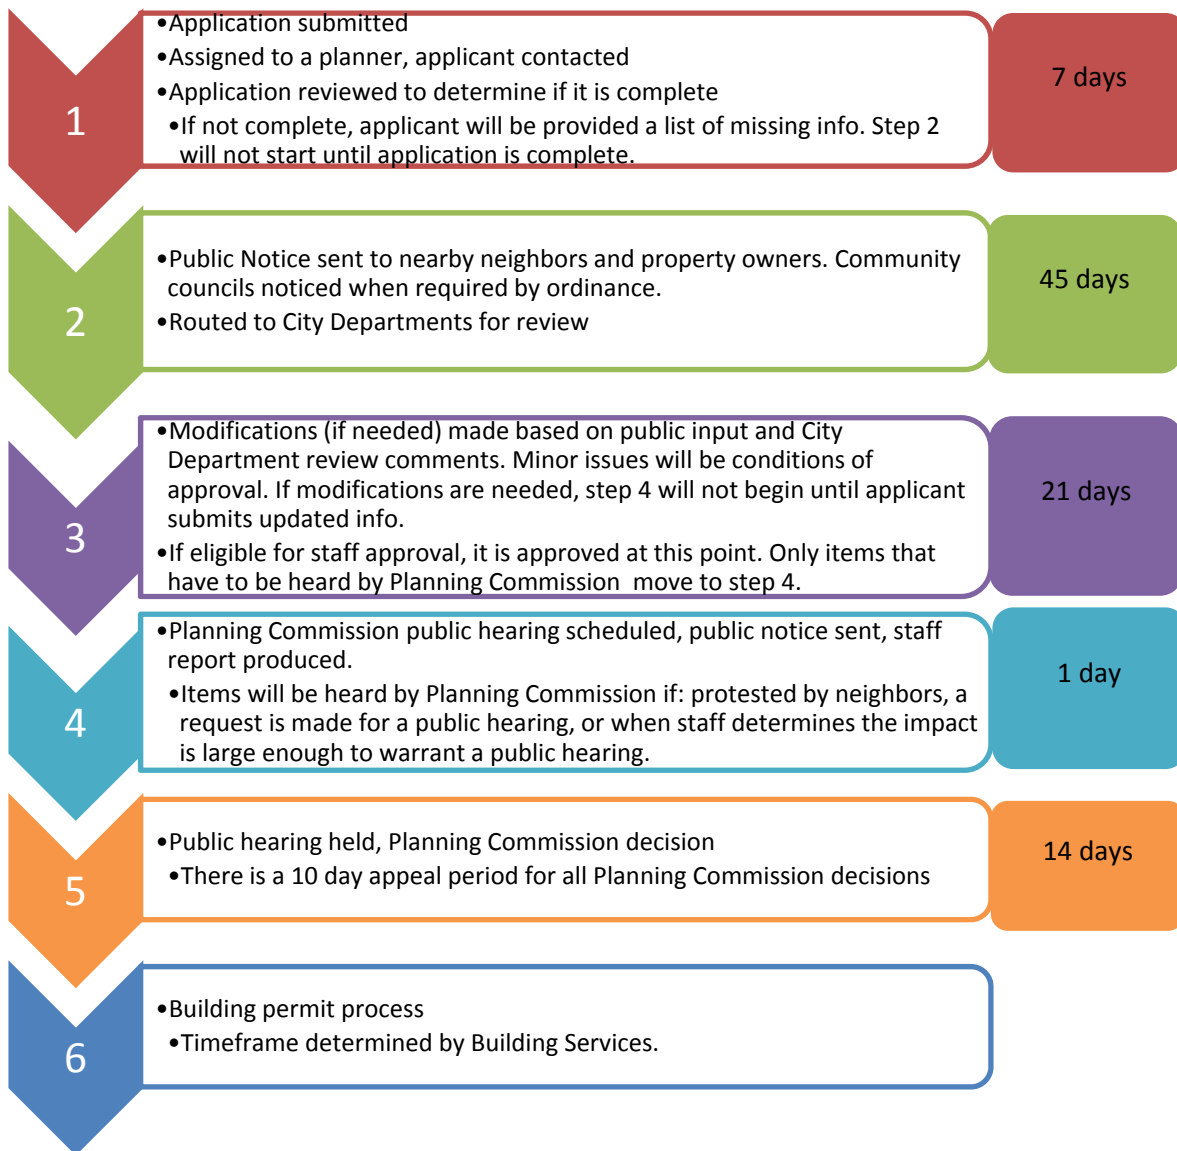 1
•Application submitted
•Assigned to a planner, applicant contacted
•Application reviewed to determine if it is complete
•If not complete, applicant will be provided a list of missing info. Step 2
will not start until application is complete.
7 days
2
•Public Notice sent to nearby neighbors and property owners. Community
councils noticed when required by ordinance.
•Routed to City Departments for review
45 days
3
•Modifications (if needed) made based on public input and City
Department review comments. Minor issues will be conditions of
approval. If modifications are needed, step 4 will not begin until applicant
submits updated info.
•If eligible for staff approval, it is approved at this point. Only items that
have to be heard by Planning Commission  move to step 4.
21 days
4
•Planning Commission public hearing scheduled, public notice sent, staff
report produced.
•Items will be heard by Planning Commission if: protested by neighbors, a
request is made for a public hearing, or when staff determines the impact
is large enough to warrant a public hearing.
1 day
5
•Public hearing held, Planning Commission decision
•There is a 10 day appeal period for all Planning Commission decisions
14 days
6
•Building permit process
•Timeframe determined by Building Services.